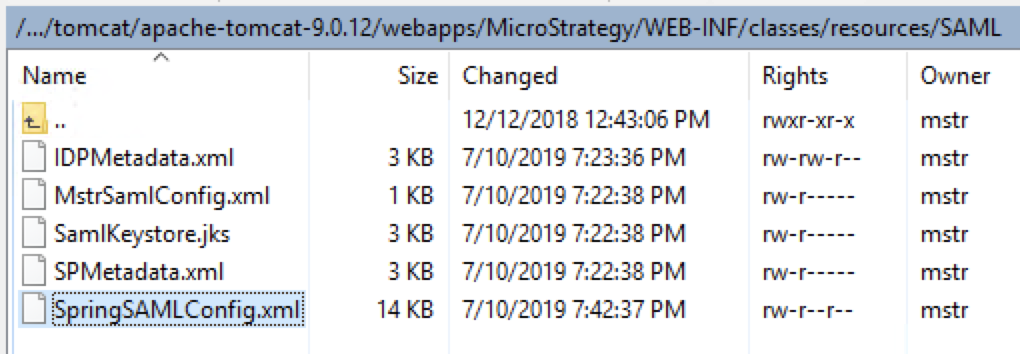 /.../tomcat/apache-tomcat-9.0.12/webapps/MicroStrategy/WEB-INF/classes/resources/SAML
Name Size Changed Rights Owner
.. 12/12/2018 12:43:06 PM rwxr-xr-x mstr
IDPMetadata.xml 3 KB 7/10/2019 7:23:36 PM rw-rw-r-- mstr
MstrSamlConfig.xml 1 KB 7/10/2019 7:22:38 PM rw-r----- mstr
SamlKeystore.jks 3 KB 7/10/2019 7:22:38 PM rw-r----- mstr
SPMetadata.xml 3 KB 7/10/2019 7:22:38 PM rw-r----- mstr
SpringSAMLConfig.xml 14 KB 7/10/2019 7:42:37 PM rw-r--r-- mstr